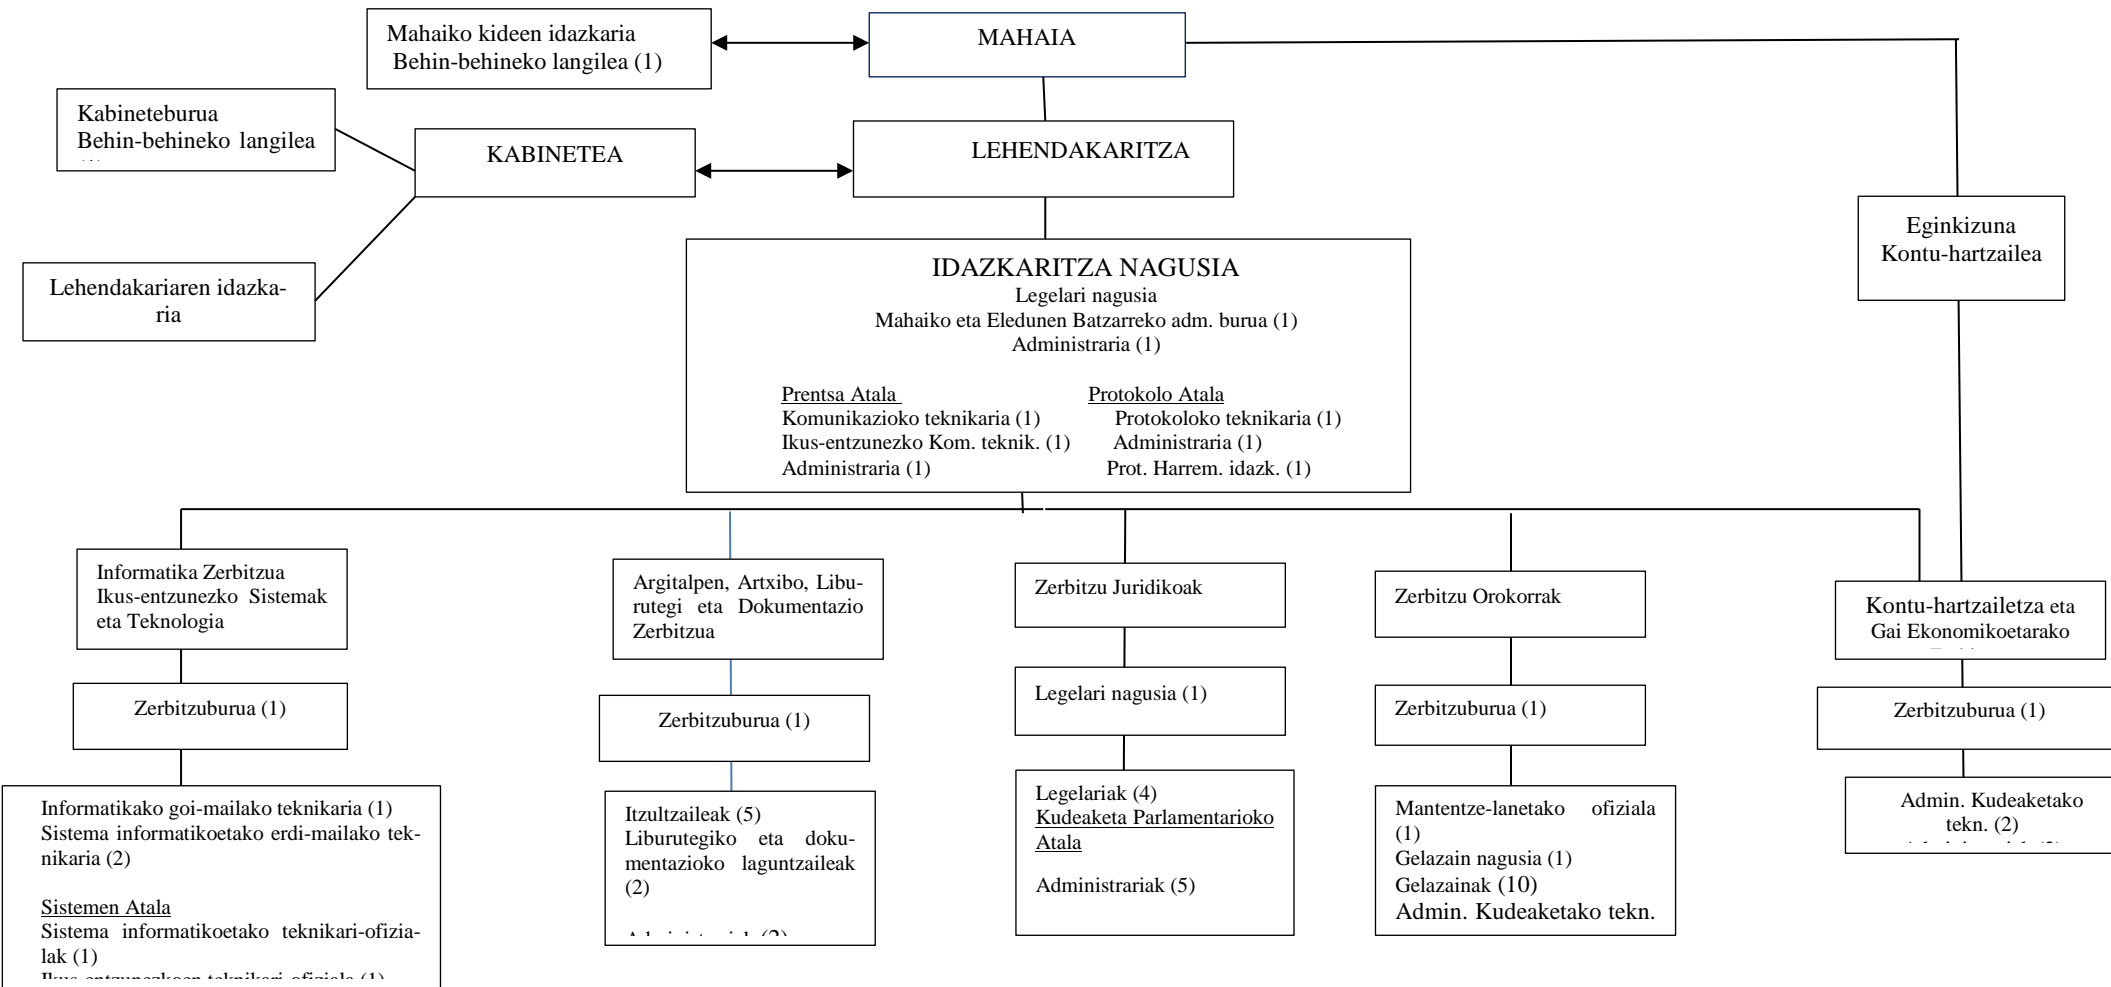 Mahaiko kideen idazkaria
Behin-behineko langilea (1)
MAHAIA
Kabineteburua
Behin-behineko langilea
KABINETEA
LEHENDAKARITZA
Lehendakariaren idazka-
ria
Eginkizuna
Kontu-hartzailea
IDAZKARITZA NAGUSIA
Legelari nagusia
Mahaiko eta Eledunen Batzarreko adm. burua (1)
Administraria (1)
Prentsa Atala
Komunikazioko teknikaria (1)
Ikus-entzunezko Kom. teknik. (1)
Administraria (1)
Protokolo Atala
Protokoloko teknikaria (1)
Administraria (1)
Prot. Harrem. idazk. (1)
Informatika Zerbitzua
Ikus-entzunezko Sistemak
eta Teknologia
Zerbitzuburua (1)
Informatikako goi-mailako teknikaria (1)
Sistema informatikoetako erdi-mailako tek-
nikaria (2)
Sistemen Atala
Sistema informatikoetako teknikari-ofizia-
lak (1)
Ikus-entzunezkoen teknikari-ofiziala (1)
Argitalpen, Artxibo, Libu-
rutegi eta Dokumentazio
Zerbitzua
Zerbitzuburua (1)
Itzultzaileak (5)
Liburutegiko eta doku-
mentazioko laguntzaileak
(2)
Zerbitzu Juridikoak
Legelari nagusia (1)
Legelariak (4)
Kudeaketa Parlamentarioko
Atala
Administrariak (5)
Zerbitzu Orokorrak
Zerbitzuburua (1)
Mantentze-lanetako ofiziala
(1)
Gelazain nagusia (1)
Gelazainak (10)
Admin. Kudeaketako tekn.
Kontu-hartzailetza eta
Gai Ekonomikoetarako
Zerbitzuburua (1)
Admin. Kudeaketako
tekn. (2)